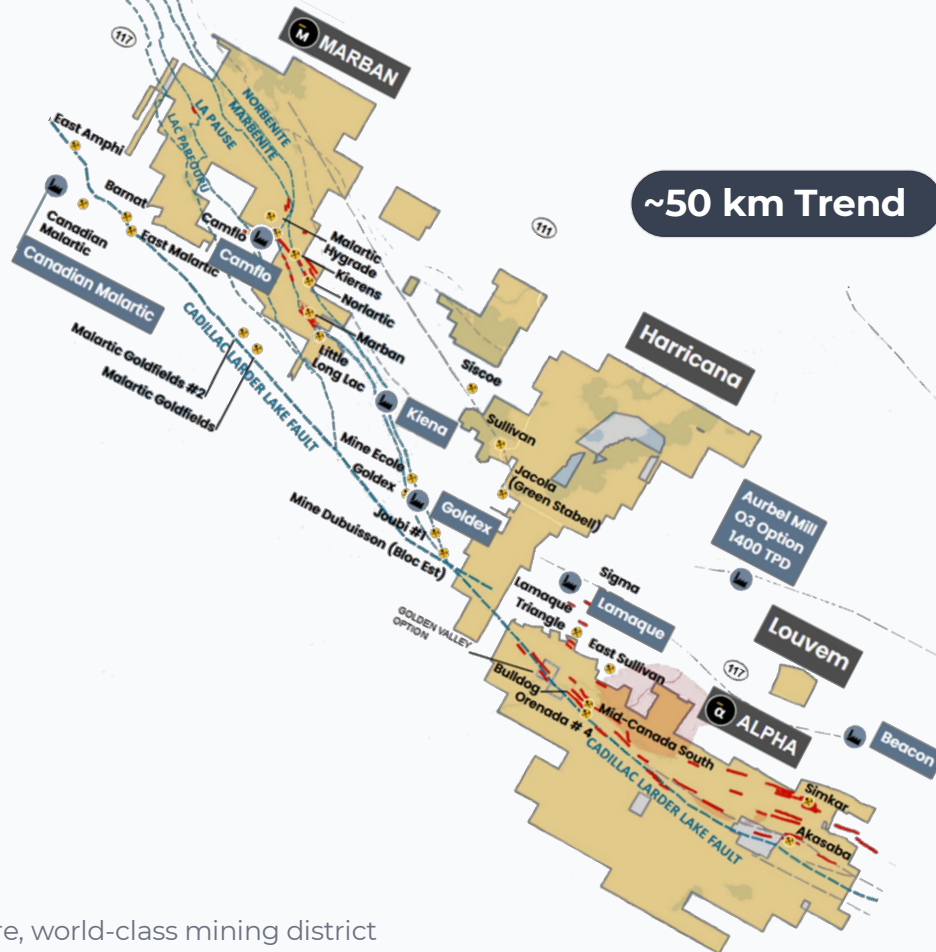 117
M MARBAN
NORBENITE
MARBENITE
LA PAUSE
LAC PARFOURU
East Amphi
Barnat
Canadian
Malartic
Canadian Malartic
East Malartic
Camflo
Camflo
Malartic
Hygrade
Kierens
Norlartic
Marban
Little
Long Lac
111
~50 km Trend
Malartic Goldfields #2
Malartic Goldfields
CADILLAC LARDER LAKE FAULT
Siscoe
Harricana
Kiena
Sullivan
Mine Ecole
Goldex
Goldex
Jacola
(Green Stabell)
Joubi #1
Mine Dubuisson (Bloc Est)
Aurbel Mill
O3 Option
1400 TPD
Lamaque
Triangle
Sigma
Lamaque
GOLDEN VALLEY
OPTION
East Sullivan
117
Louvem
Bulldog
Orenada # 4
Mid-Canada South
α ALPHA
Beacon
CADILLAC LARDER LAKE FAULT
Simkar
Akasaba
re, world-class mining district